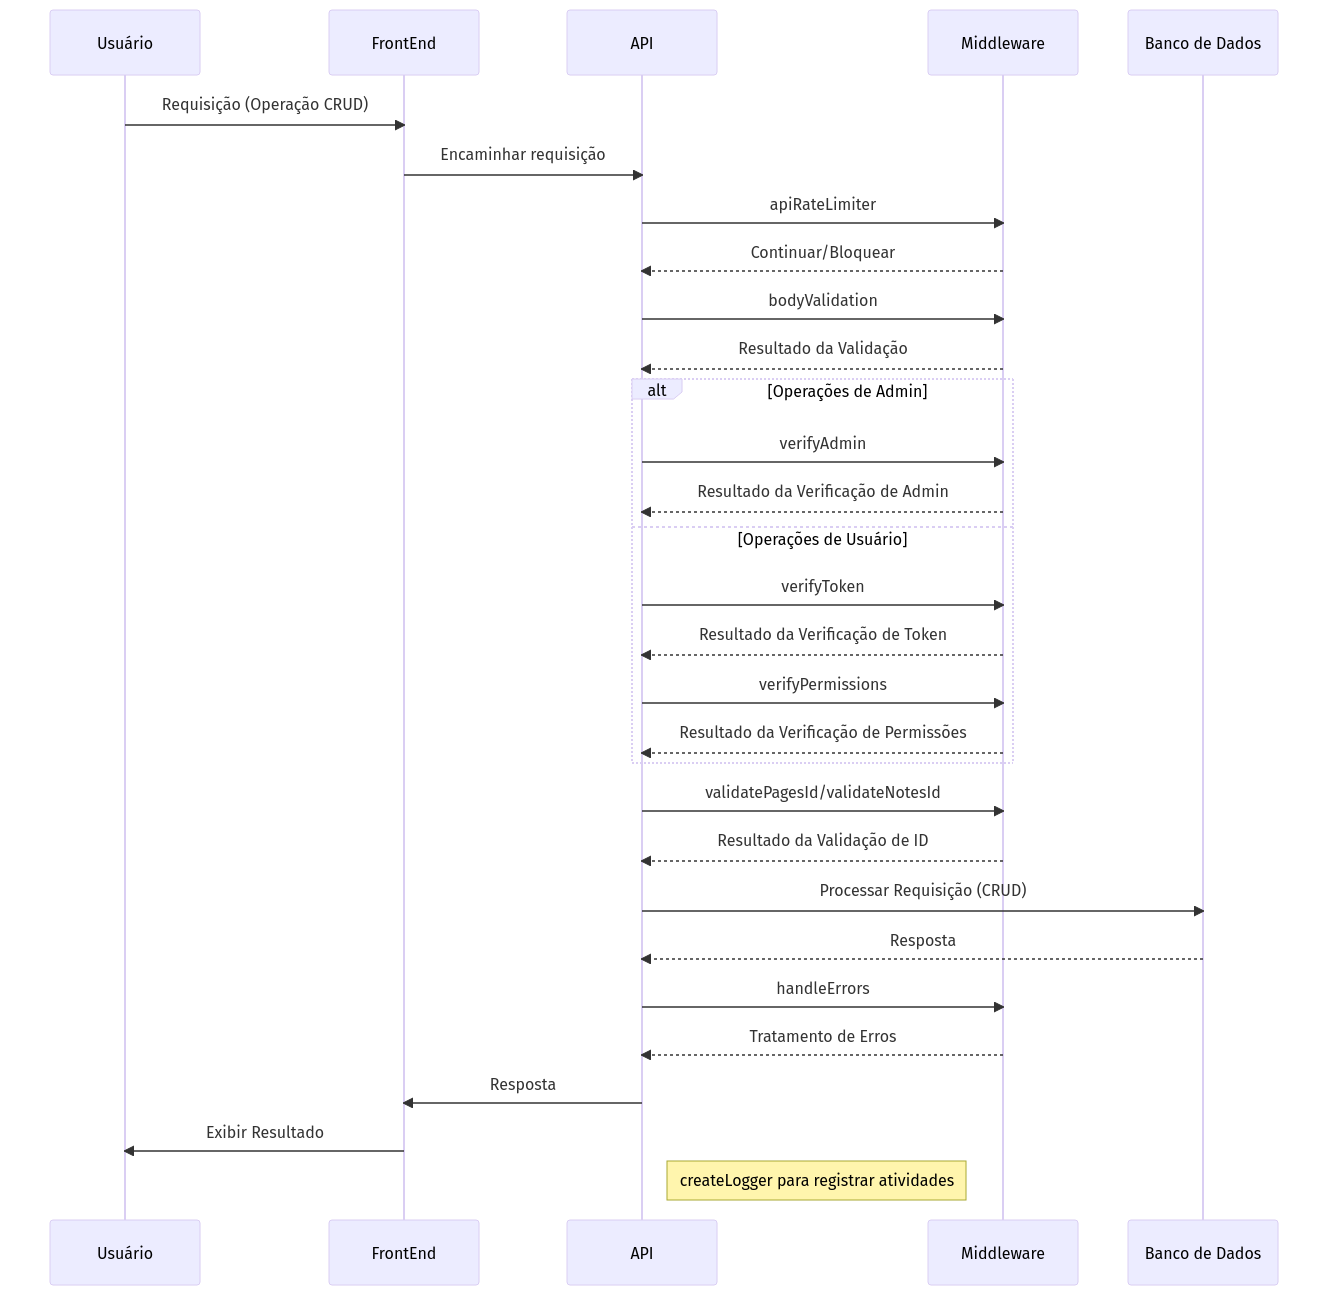 Usuário
FrontEnd
API
Middleware
Banco de Dados
Requisição (Operação CRUD)
Encaminhar requisição
apiRateLimiter
Continuar/Bloquear
bodyValidation
Resultado da Validação
alt
[Operações de Admin]
verifyAdmin
Resultado da Verificação de Admin
[Operações de Usuário]
verifyToken
Resultado da Verificação de Token
verifyPermissions
Resultado da Verificação de Permissões
validatePagesId/validateNotesId
Resultado da Validação de ID
Processar Requisição (CRUD)
Resposta
handleErrors
Tratamento de Erros
Resposta
Exibir Resultado
createLogger para registrar atividades
Usuário
FrontEnd
API
Middleware
Banco de Dados